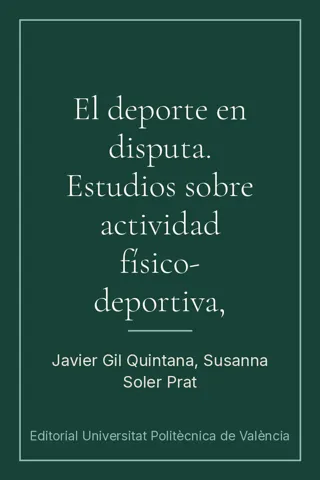 El deporte en
disputa.
Estudios sobre
actividad
físico-
deportiva,
Javier Gil Quintana, Susanna
Soler Prat
Editorial Universitat Politècnica de València